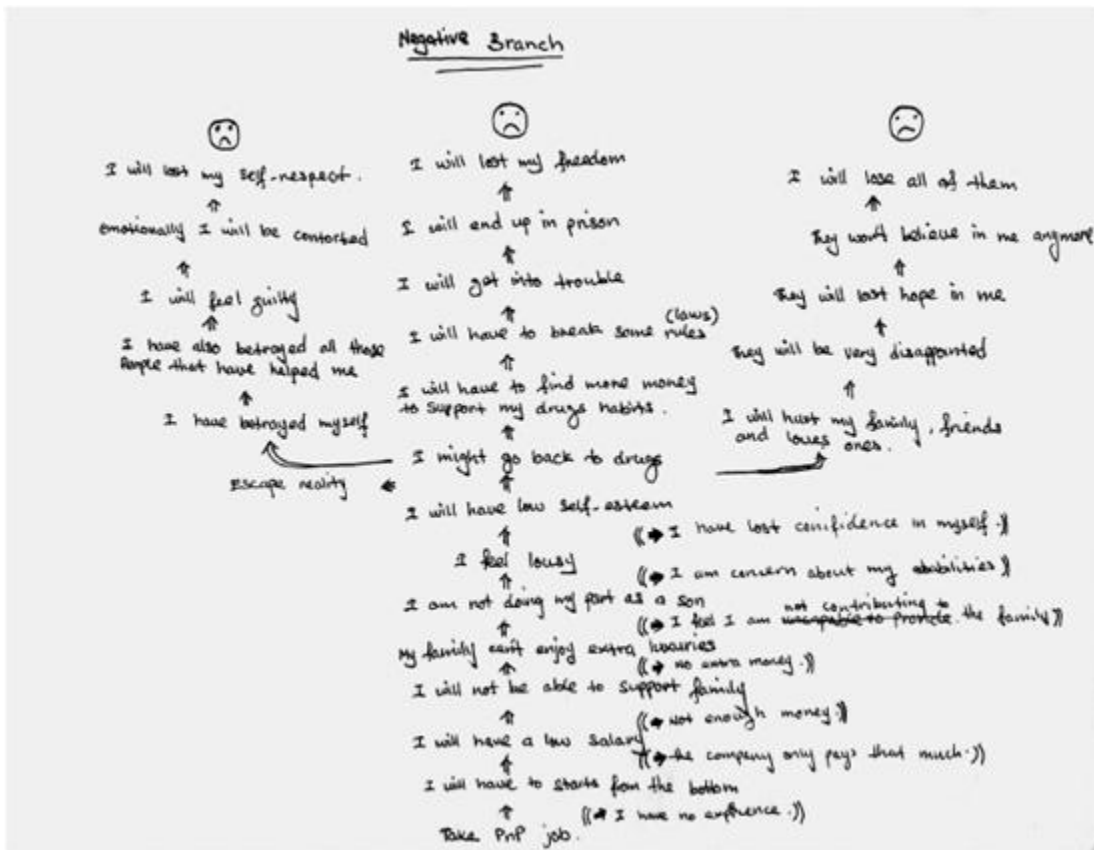 Negative Branch
I will lost my self-respect.
emotionally I will be contorted
I will feel guilty
I have also betrayed all those
People that have helped me
I have betrayed myself
Escape reality
I will lost my freedom
I will end up in prison
I will get into trouble
(laws)
I will have to break some rules
I will have to find more money
to support my drugs habits.
I might go back to drugs
I will have low self-esteem
I feel lousy
I am not doing my part as a son
My family can't enjoy extra luxuries
I will not be able to support family
I will have a low salary
I will have to starts from the bottom
Take PnP job.
I will lose all of them
They won't believe in me anymore
They will lost hope in me
They will be very disappointed
I will hurt my family, friends
and loves ones.
((→ I have lost conifidence in myself.))
((→ I am concern about my abilities))
not contributing to
((→ I feel I am uncapable to provide the family))
((→ No extra money.))
((→ Not enough money.))
((→ the company only pays that much.))
((→ I have no experience.))